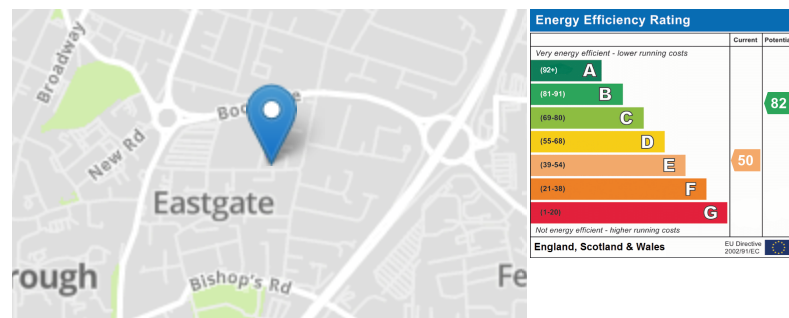 Broadway
New Rd
Eastgate
rough
Bishop's Rd
Fe
Energy Efficiency Rating
Current
Potentia
Very energy efficient - lower running costs
(92+) A
(81-91) B
(69-80) C
(55-68) D
(39-54) E
(21-38) F
(1-20) G
82
50
Not energy efficient - higher running costs
England, Scotland & Wales
EU Directive
2002/91/EC